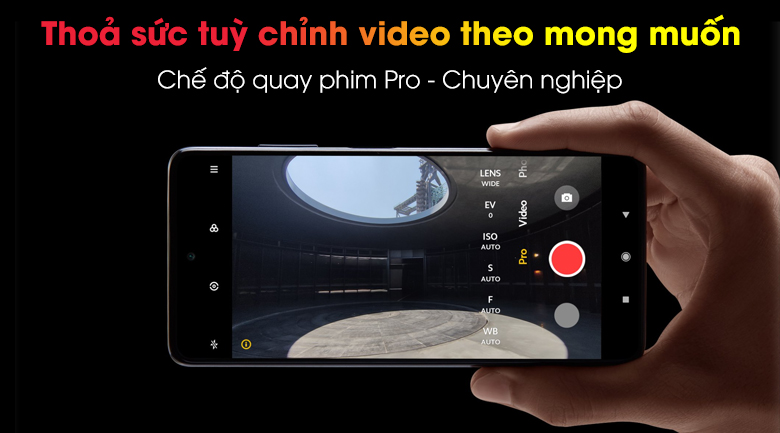 Thoả sức tuỳ chỉnh video theo mong muốn
Chế độ quay phim Pro - Chuyên nghiệp
LENS
WIDE
EV
0
ISO
AUTO
S
AUTO
F
AUTO
WB
AUTO
Pho
Video
Pro